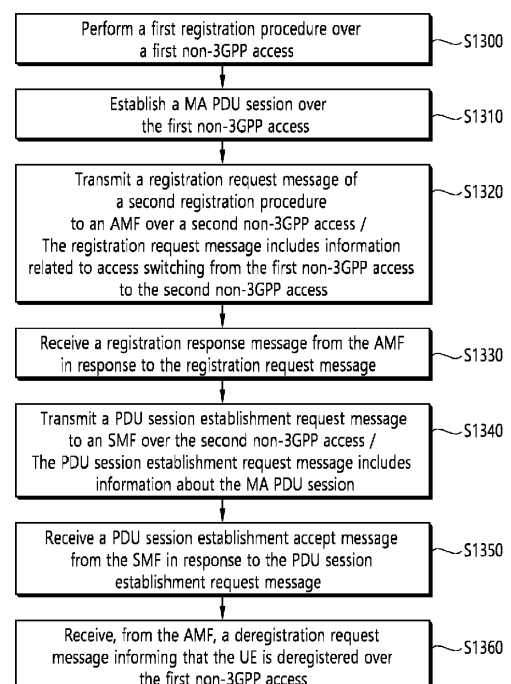 Perform a first registration procedure over
a first non-3GPP access
S1300
Establish a MA PDU session over
the first non-3GPP access
S1310
Transmit a registration request message of
a second registration procedure
to an AMF over a second non-3GPP access /
The registration request message includes information
related to access switching from the first non-3GPP access
to the second non-3GPP access
S1320
Receive a registration response message from the AMF
in response to the registration request message
S1330
Transmit a PDU session establishment request message
to an SMF over the second non-3GPP access /
The PDU session establishment request message includes
information about the MA PDU session
S1340
Receive a PDU session establishment accept message
from the SMF in response to the PDU session
establishment request message
S1350
Receive, from the AMF, a deregistration request
message informing that the UE is deregistered over
the first non-3GPP access
S1360